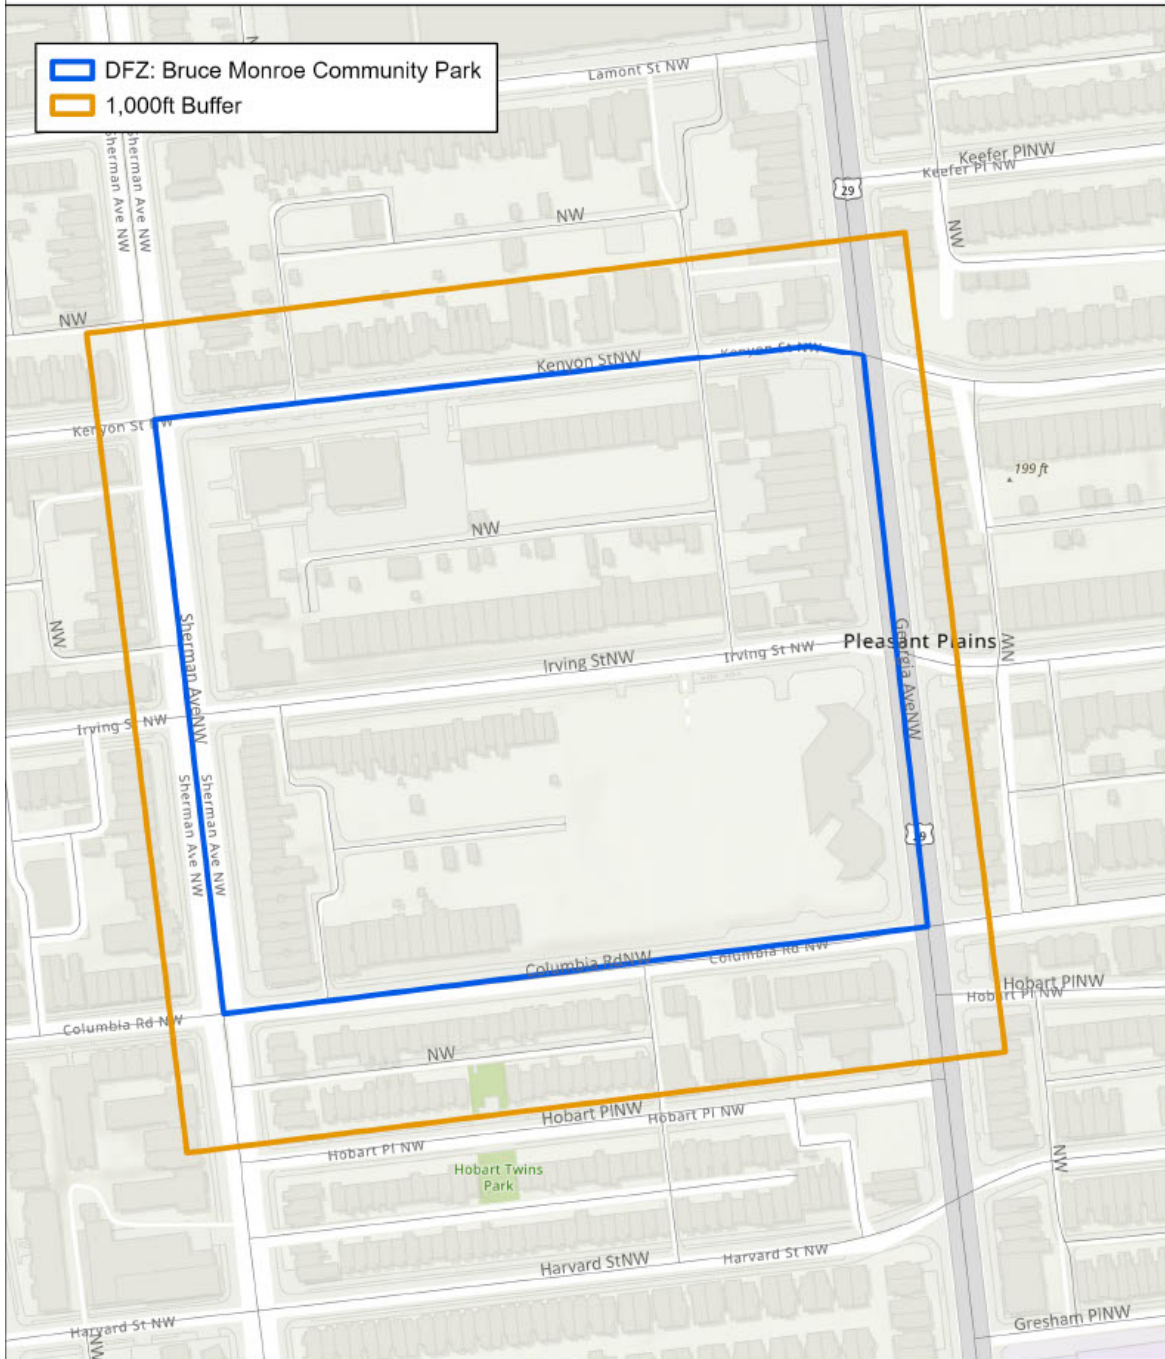 DFZ: Bruce Monroe Community Park
1,000ft Buffer
Lamont St NW
Sherman Ave NW
Sherman Ave NW
Keefer PlNW
Keefer Pl NW
29
NW
NW
NW
Kenyon StNW
Kenyon St NW
Kenyon St NW
199 ft
NW
NW
Sherman AveNW
Irving StNW
Irving St NW
Pleasant Plains
Georgia AveNW
NW
Irving St NW
Sherman Ave NW
Sherman Ave NW
29
Columbia RdNW
Columbia Rd NW
Hobart PlNW
Hobart Pl NW
Columbia Rd NW
NW
Hobart PlNW
Hobart Pl NW
Hobart Pl NW
Hobart Twins
Park
NW
Harvard StNW
Harvard St NW
Harvard St NW
Gresham PlNW
NW